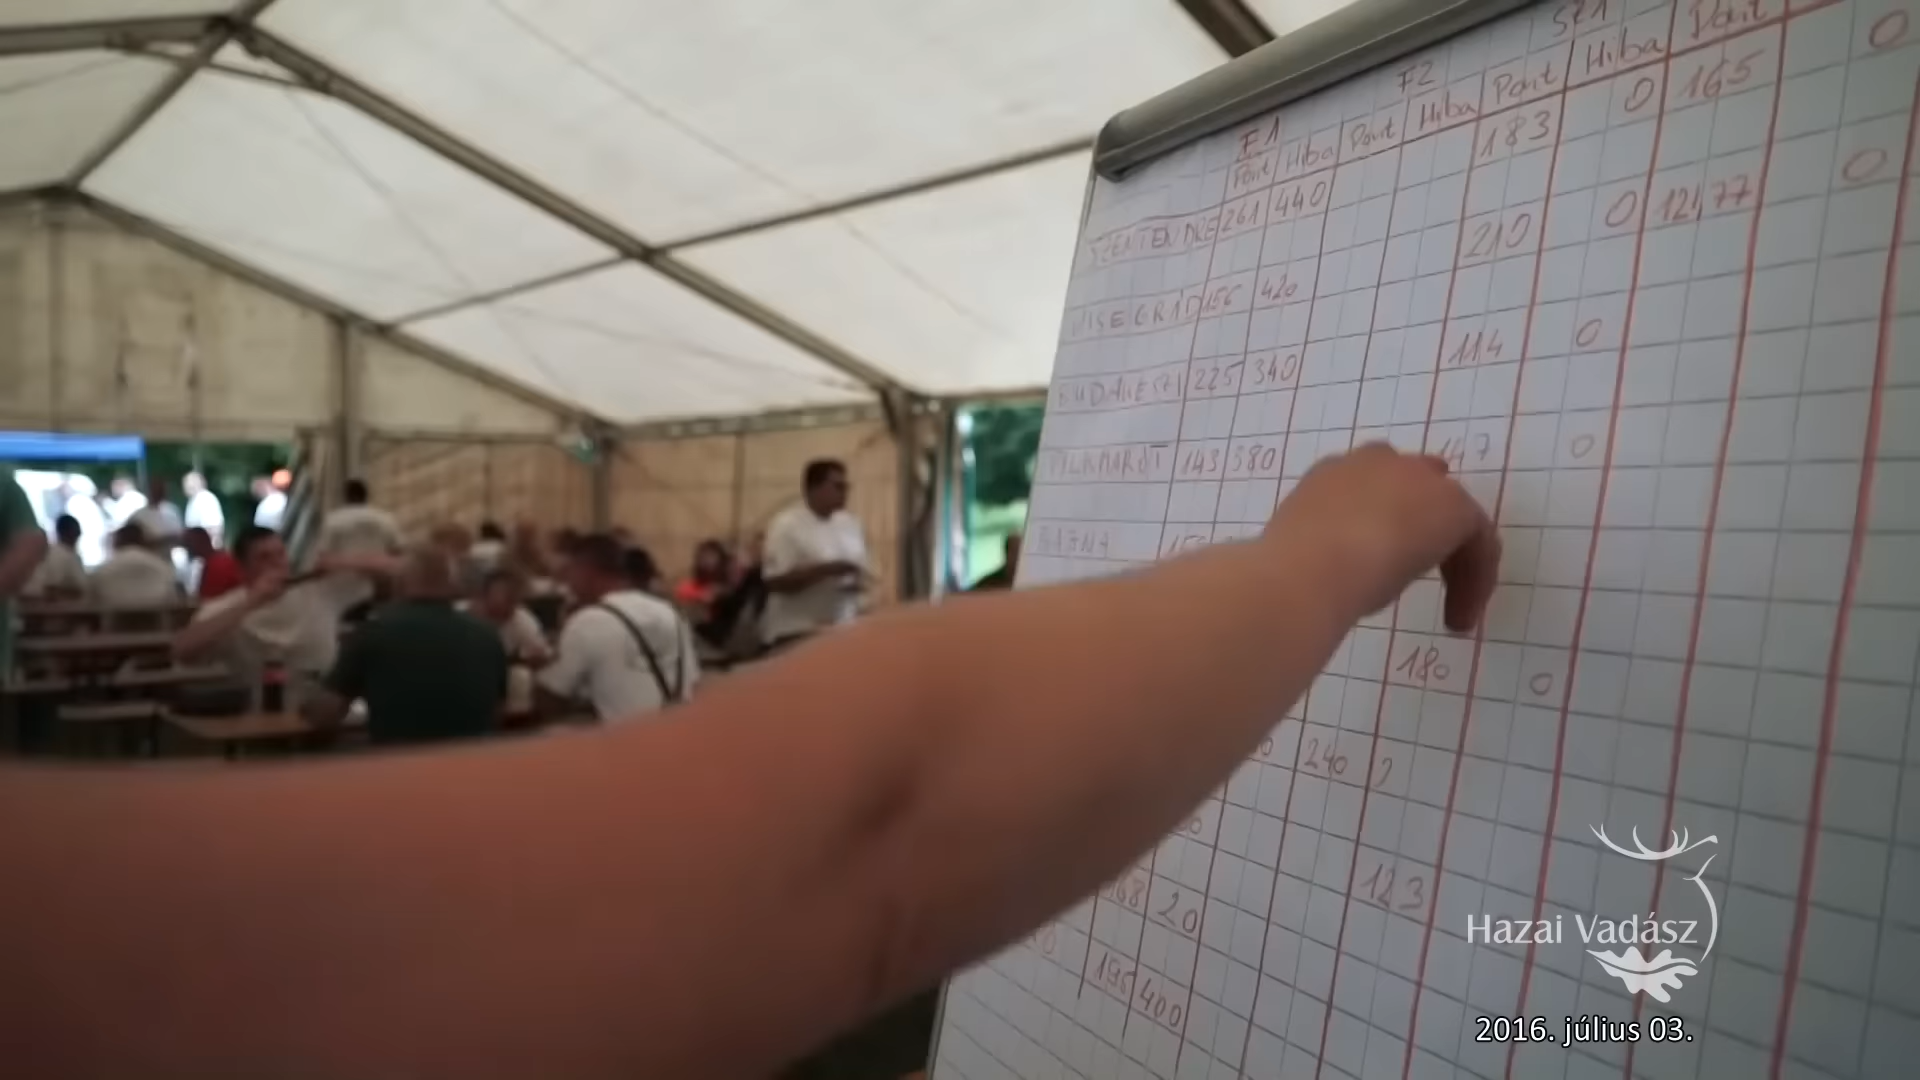 F1 F2 SZ1
Pont Hiba Pont Hiba Pont Hiba Pont
SZENTENDRE 261 440 183 0 165 0
VISEGRÁD 156 420 210 0 121,77 0
BUDAKESZI 225 340 114 0
PILISMARÓT 143 380 147 0
180 0
240
123
168 20
195 400
Hazai Vadász
2016. július 03.